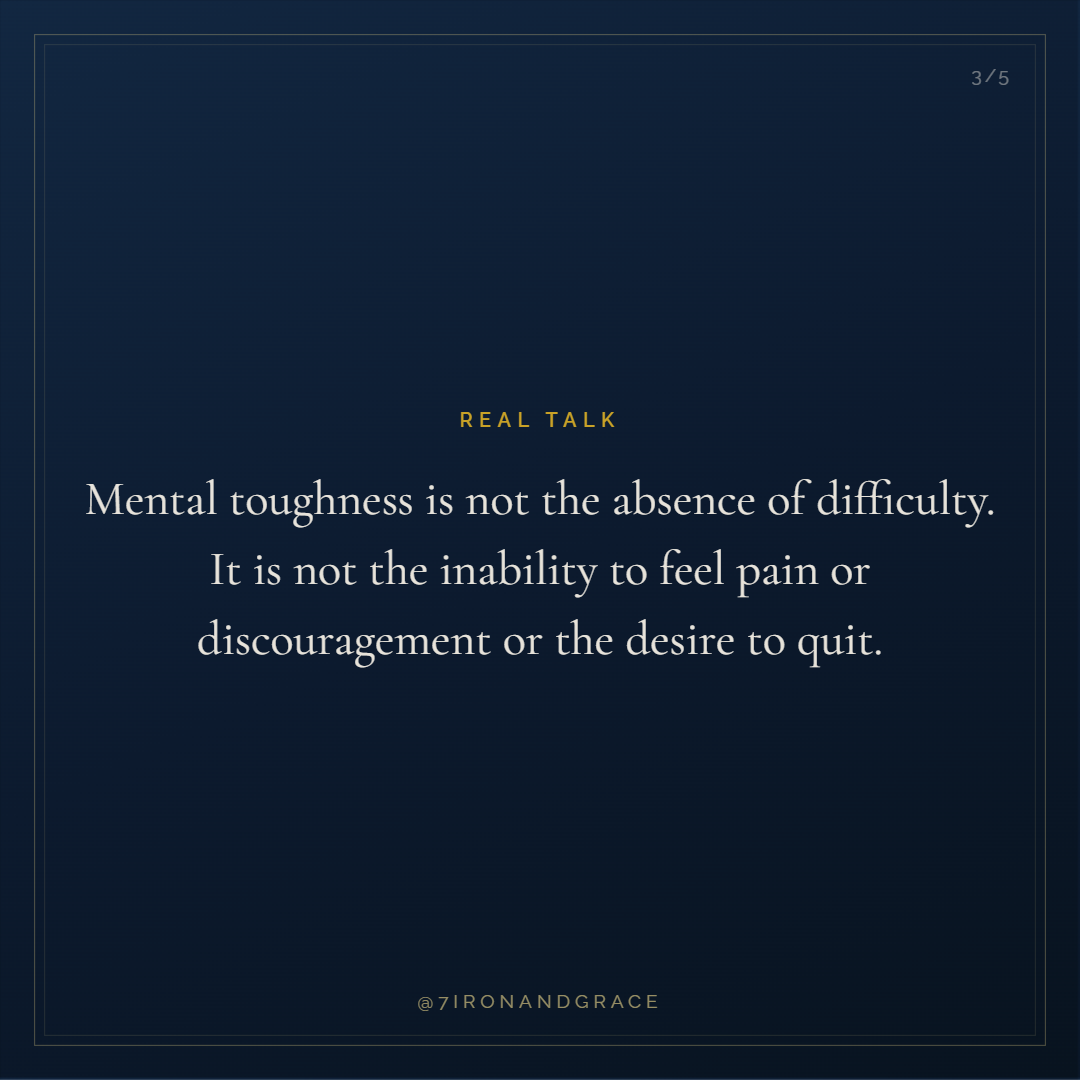 3/5
REAL TALK
Mental toughness is not the absence of difficulty.
It is not the inability to feel pain or
discouragement or the desire to quit.
@7IRONANDGRACE